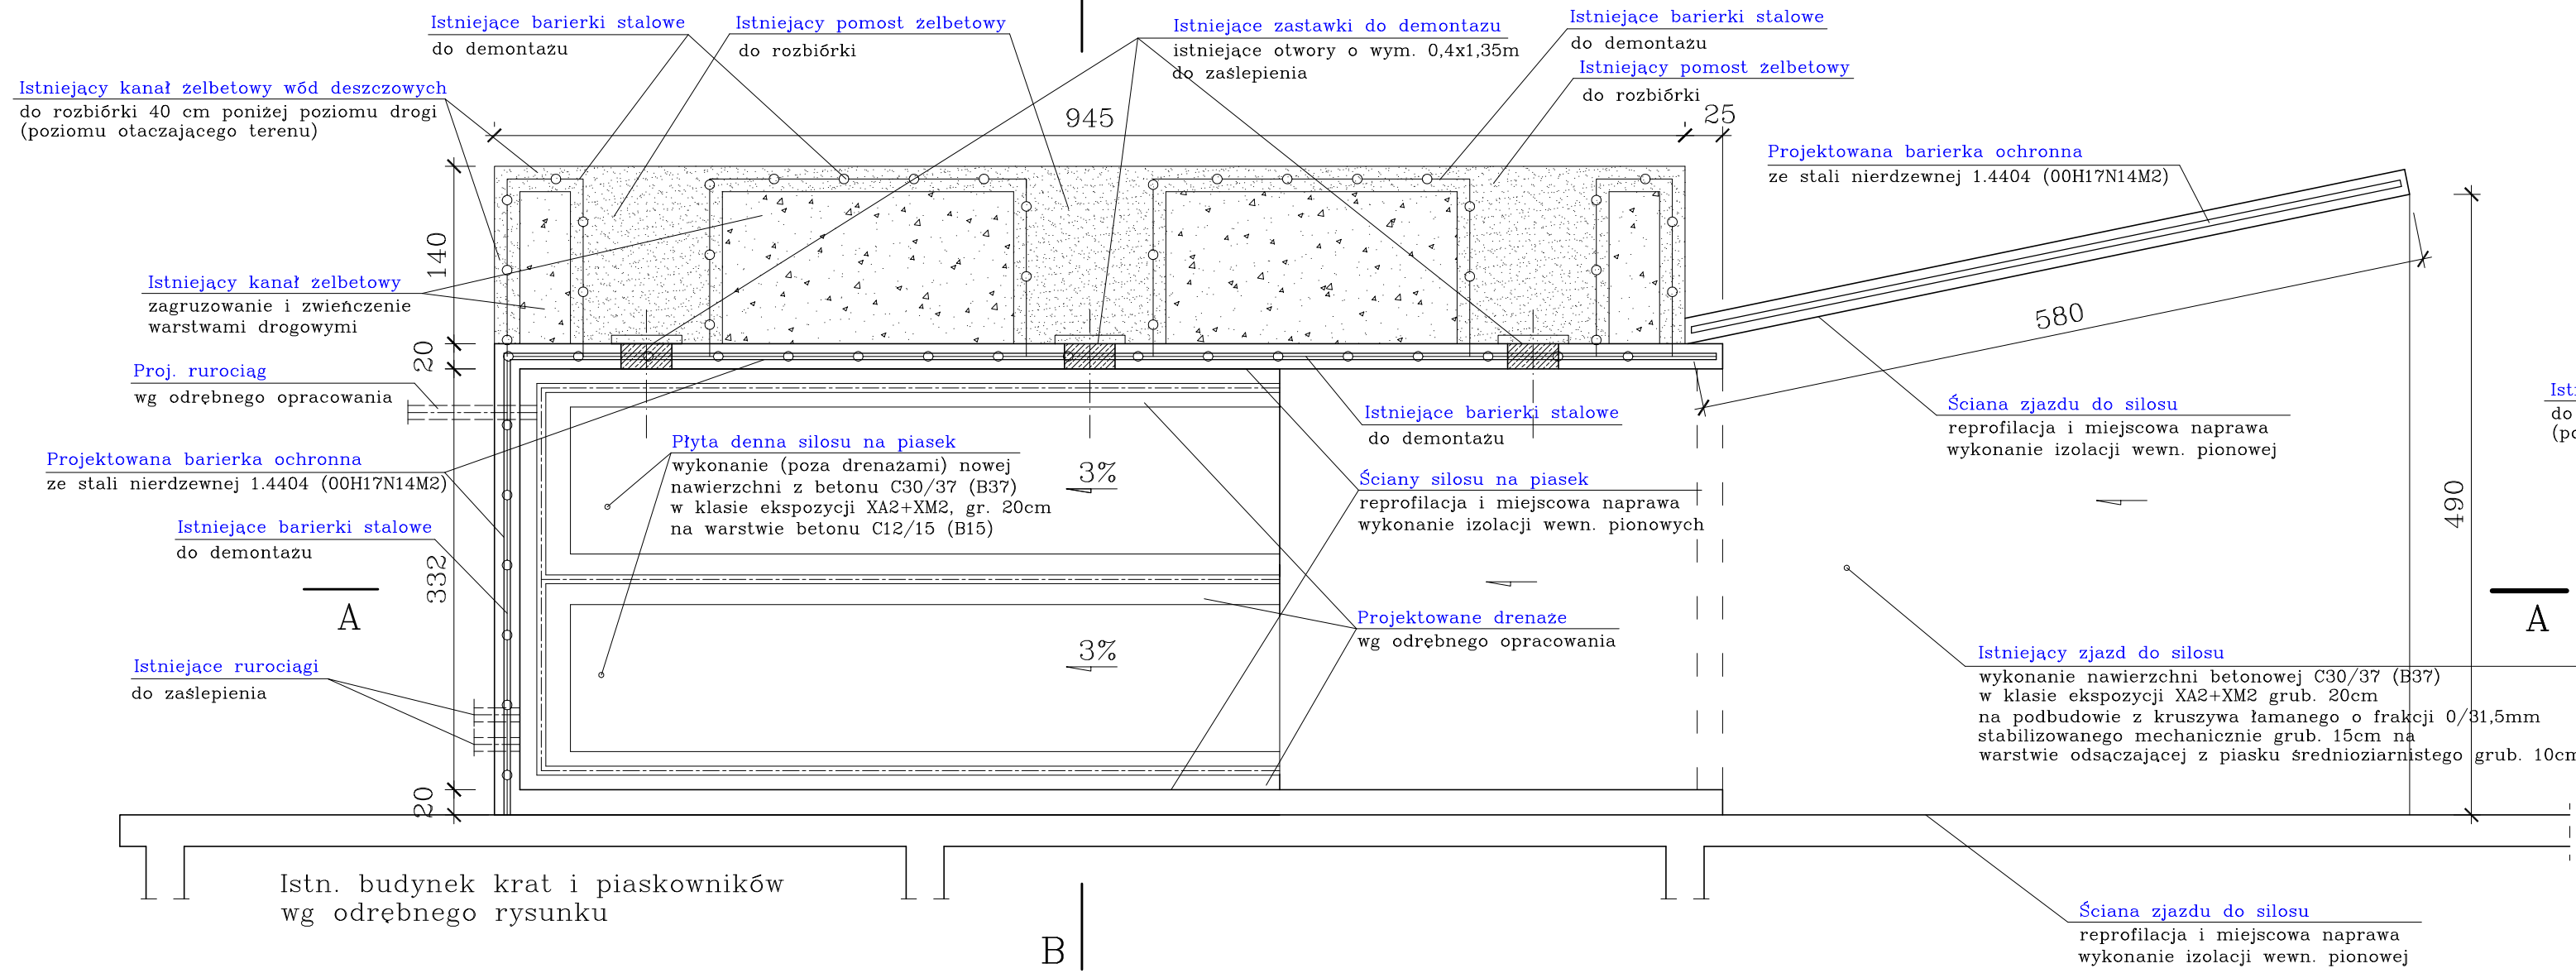 Istniejące barierki stalowe
do demontażu
Istniejący pomost żelbetowy
do rozbiórki
Istniejące zastawki do demontażu
istniejące otwory o wym. 0,4x1,35m
do zaślepienia
Istniejące barierki stalowe
do demontażu
Istniejący pomost żelbetowy
do rozbiórki
Istniejący kanał żelbetowy wód deszczowych
do rozbiórki 40 cm poniżej poziomu drogi
(poziomu otaczającego terenu)
945
25
Projektowana barierka ochronna
ze stali nierdzewnej 1.4404 (00H17N14M2)
140
Istniejący kanał żelbetowy
zagruzowanie i zwieńczenie
warstwami drogowymi
580
20
Proj. rurociąg
wg odrębnego opracowania
Istniejące barierki stalowe
do demontażu
Ściana zjazdu do silosu
reprofilacja i miejscowa naprawa
wykonanie izolacji wewn. pionowej
Ist
do
(po
Projektowana barierka ochronna
ze stali nierdzewnej 1.4404 (00H17N14M2)
Płyta denna silosu na piasek
wykonanie (poza drenażami) nowej
nawierzchni z betonu C30/37 (B37)
w klasie ekspozycji XA2+XM2, gr. 20cm
na warstwie betonu C12/15 (B15)
3%
Ściany silosu na piasek
reprofilacja i miejscowa naprawa
wykonanie izolacji wewn. pionowych
490
Istniejące barierki stalowe
do demontażu
332
A
A
Projektowane drenaże
wg odrębnego opracowania
3%
Istniejące rurociągi
do zaślepienia
Istniejący zjazd do silosu
wykonanie nawierzchni betonowej C30/37 (B37)
w klasie ekspozycji XA2+XM2 grub. 20cm
na podbudowie z kruszywa łamanego o frakcji 0/31,5mm
stabilizowanego mechanicznie grub. 15cm na
warstwie odsączającej z piasku średnioziarnistego grub. 10cm
20
Istn. budynek krat i piaskowników
wg odrębnego rysunku
B
Ściana zjazdu do silosu
reprofilacja i miejscowa naprawa
wykonanie izolacji wewn. pionowej